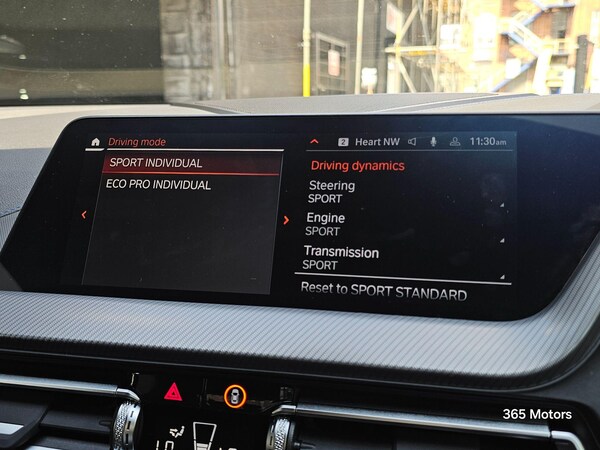 Driving mode
2 Heart NW 11:30am
SPORT INDIVIDUAL
ECO PRO INDIVIDUAL
Driving dynamics
Steering
SPORT
Engine
SPORT
Transmission
SPORT
Reset to SPORT STANDARD
365 Motors